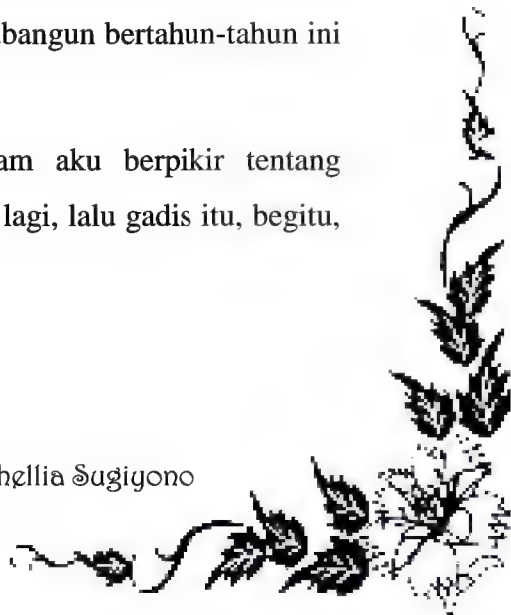 bangun bertahun-tahun ini
am aku berpikir tentang
lagi, lalu gadis itu, begitu,
hellia Sugiyono